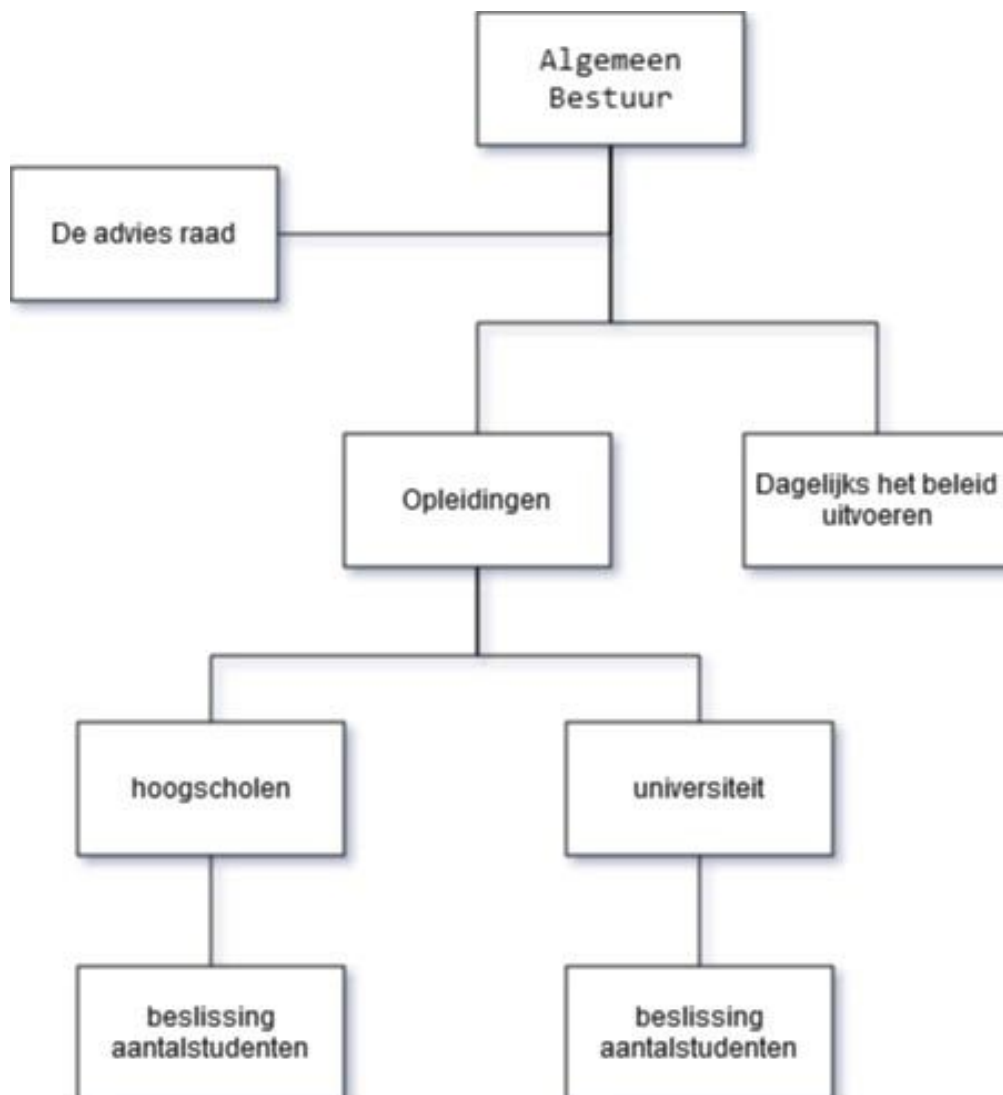 Algemeen
Bestuur
De advies raad
Opleidingen
Dagelijks het beleid
uitvoeren
hoogscholen
universiteit
beslissing
aantalstudenten
beslissing
aantalstudenten